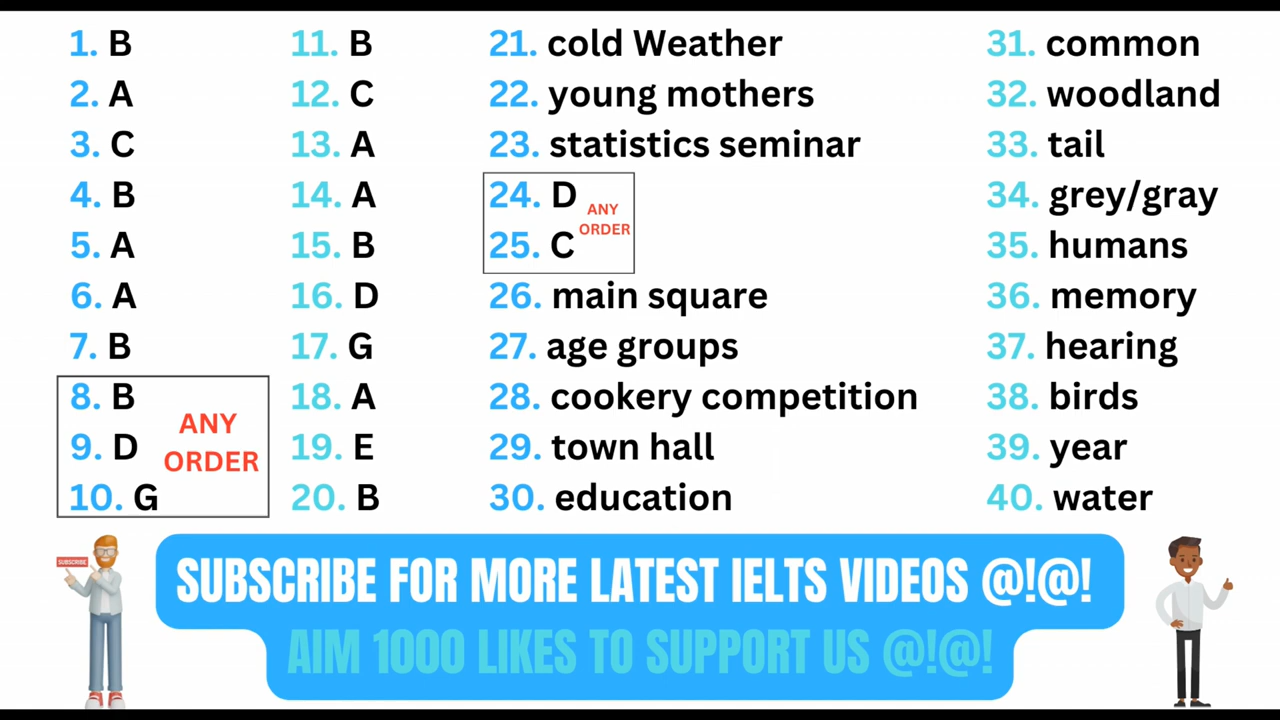 1. B
2. A
3. C
4. B
5. A
6. A
7. B
8. B
9. D
10. G
ANY
ORDER
11. B
12. C
13. A
14. A
15. B
16. D
17. G
18. A
19. E
20. B
21. cold Weather
22. young mothers
23. statistics seminar
24. D
25. C
ANY
ORDER
26. main square
27. age groups
28. cookery competition
29. town hall
30. education
31. common
32. woodland
33. tail
34. grey/gray
35. humans
36. memory
37. hearing
38. birds
39. year
40. water
SUBSCRIBE
SUBSCRIBE FOR MORE LATEST IELTS VIDEOS @!@!
AIM 1000 LIKES TO SUPPORT US @!@!